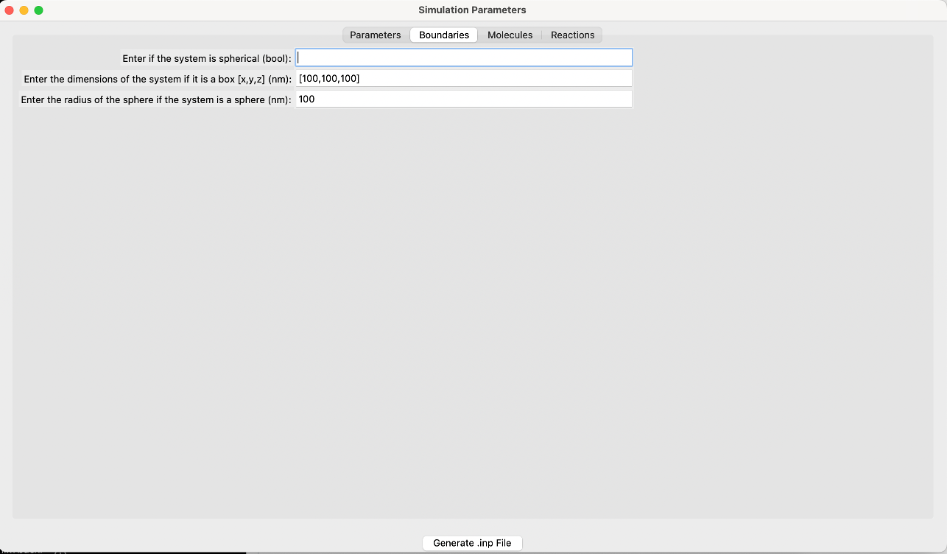 Simulation Parameters
Parameters Boundaries Molecules Reactions
Enter if the system is spherical (bool):
Enter the dimensions of the system if it is a box [x,y,z] (nm): [100,100,100]
Enter the radius of the sphere if the system is a sphere (nm): 100
Generate .inp File